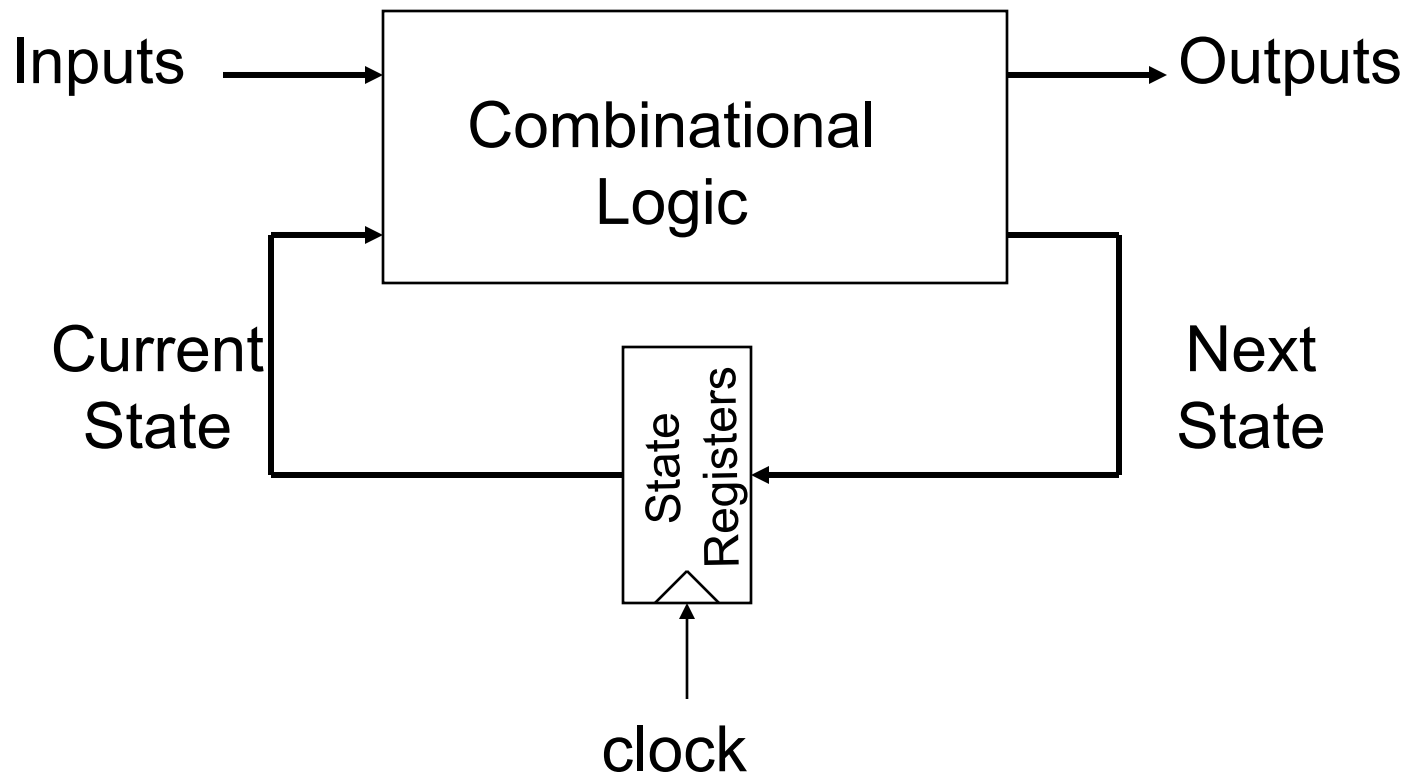 Inputs
Outputs
Combinational
Logic
Current
State
Next
State
State
Registers
clock